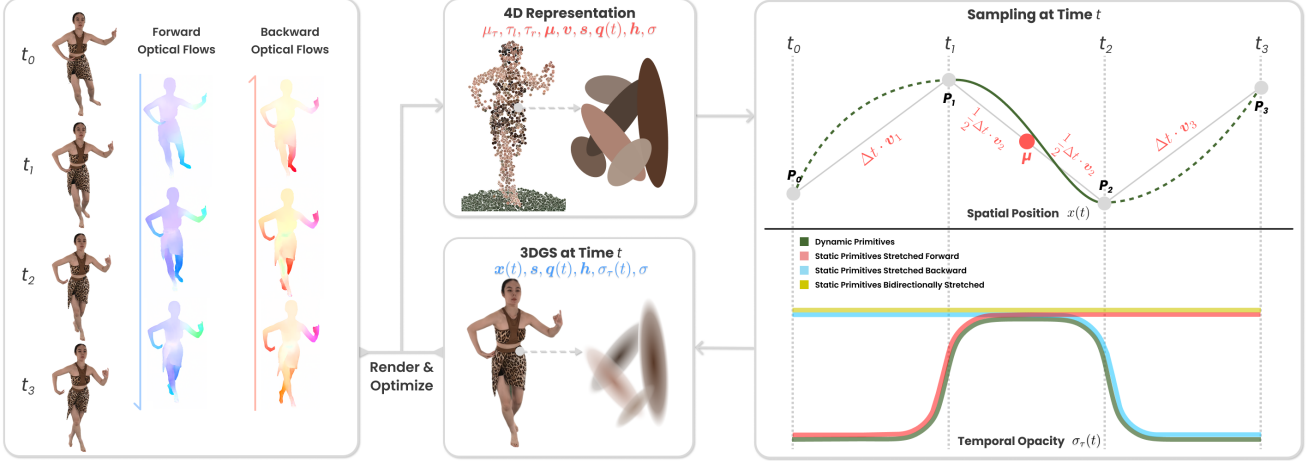 Forward
Optical Flows
Backward
Optical Flows
t0
t1
t2
t3
Render &
Optimize
4D Representation
μτ, τl, τr, μ, v, s, q(t), h, σ
3DGS at Time t
x(t), s, q(t), h, στ(t), σ
Sampling at Time t
t0
t1
t2
t3
P0
P1
P2
P3
Δt · v1
1/2 Δt · v2
μ
1/2 Δt · v2
Δt · v3
Spatial Position x(t)
Dynamic Primitives
Static Primitives Stretched Forward
Static Primitives Stretched Backward
Static Primitives Bidirectionally Stretched
Temporal Opacity στ(t)